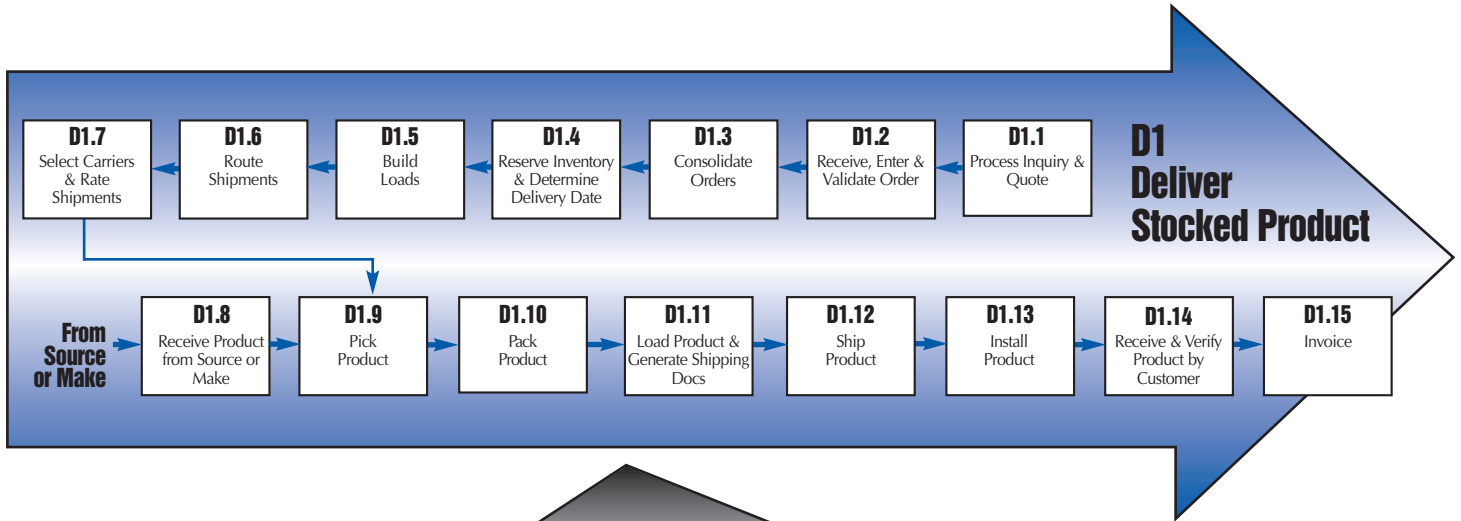 D1.7
Select Carriers
& Rate
Shipments
D1.6
Route
Shipments
D1.5
Build
Loads
D1.4
Reserve Inventory
& Determine
Delivery Date
D1.3
Consolidate
Orders
D1.2
Receive, Enter &
Validate Order
D1.1
Process Inquiry &
Quote
D1
Deliver
Stocked Product
From
Source
or Make
D1.8
Receive Product
from Source or
Make
D1.9
Pick
Product
D1.10
Pack
Product
D1.11
Load Product &
Generate Shipping
Docs
D1.12
Ship
Product
D1.13
Install
Product
D1.14
Receive & Verify
Product by
Customer
D1.15
Invoice